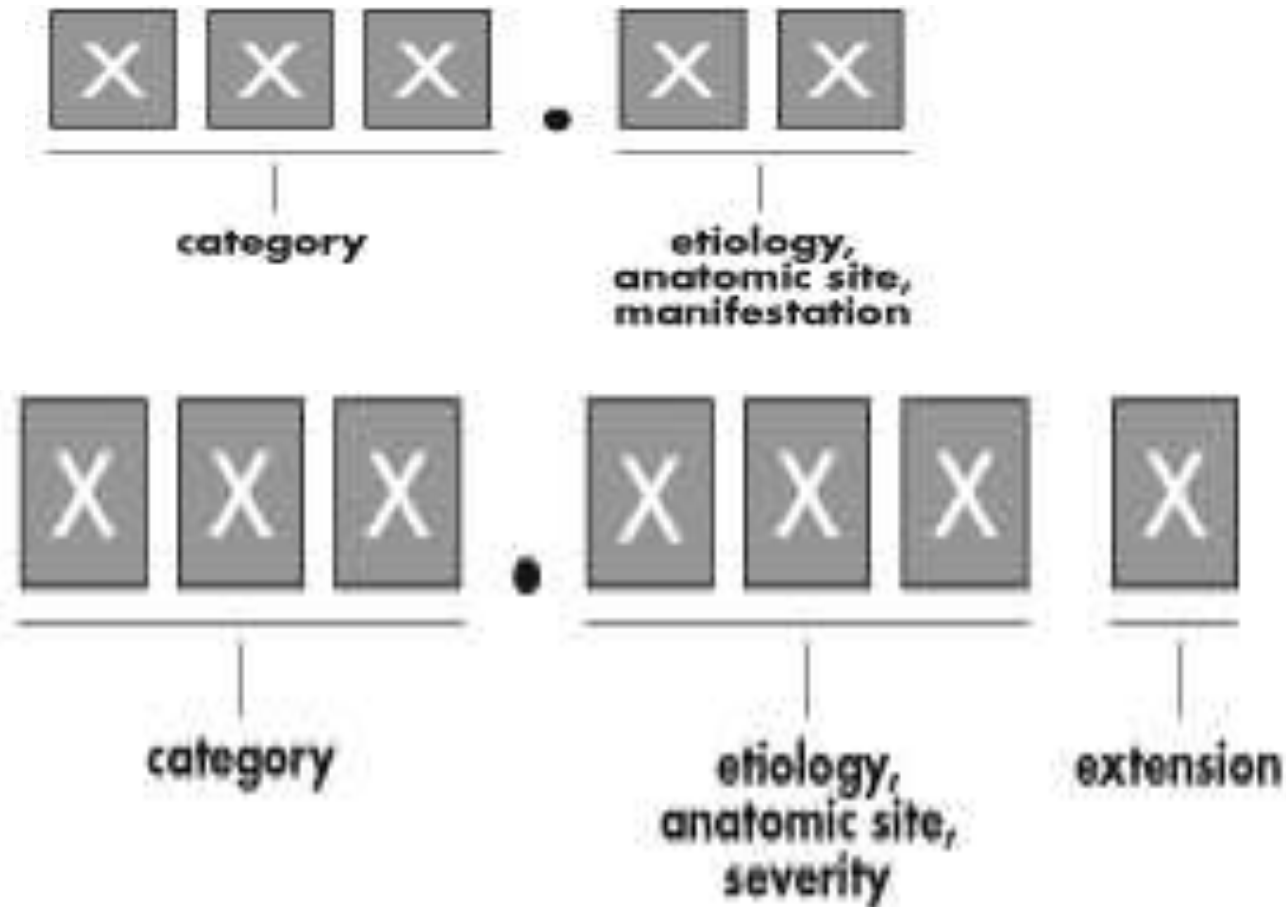 X X X . X X
category
etiology,
anatomic site,
manifestation
X X X . X X X X
category
etiology,
anatomic site,
severity
extension